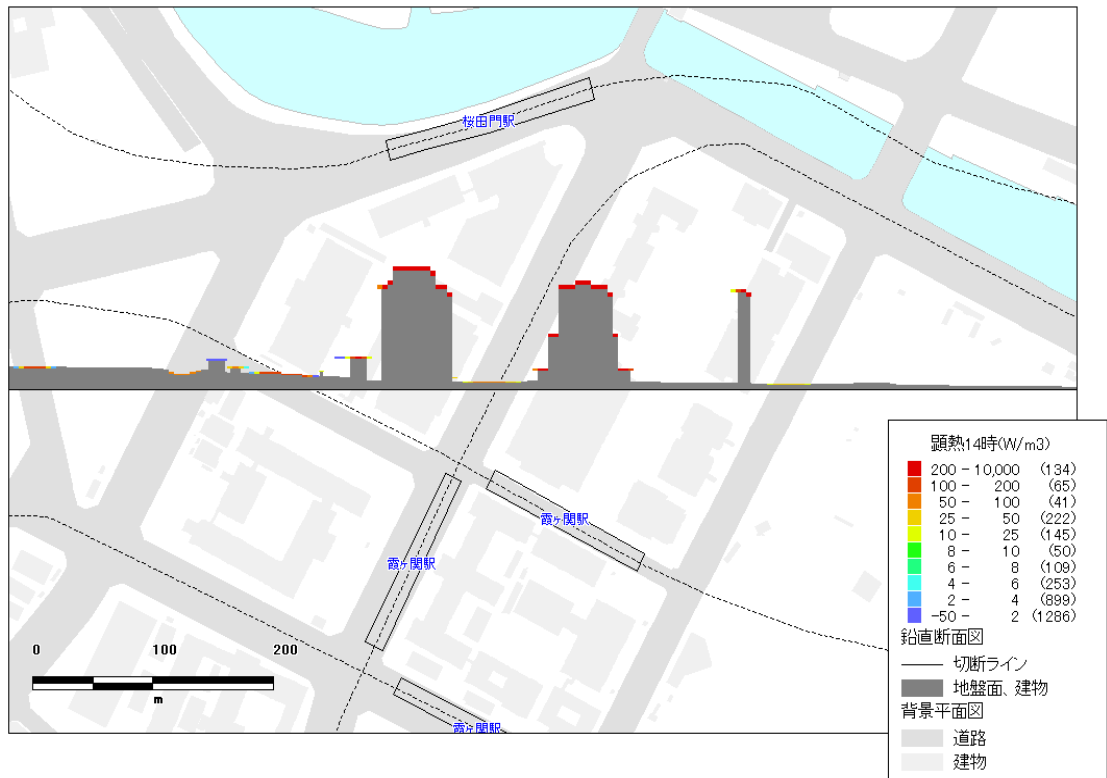 桜田門駅
霞ヶ関駅
霞ヶ関駅
霞ヶ関駅
0 100 200
m
顕熱14時(W/m3)
200 - 10,000 (134)
100 - 200 (65)
50 - 100 (41)
25 - 50 (222)
10 - 25 (145)
8 - 10 (50)
6 - 8 (109)
4 - 6 (253)
2 - 4 (899)
-50 - 2 (1286)
鉛直断面図
切断ライン
地盤面、建物
背景平面図
道路
建物